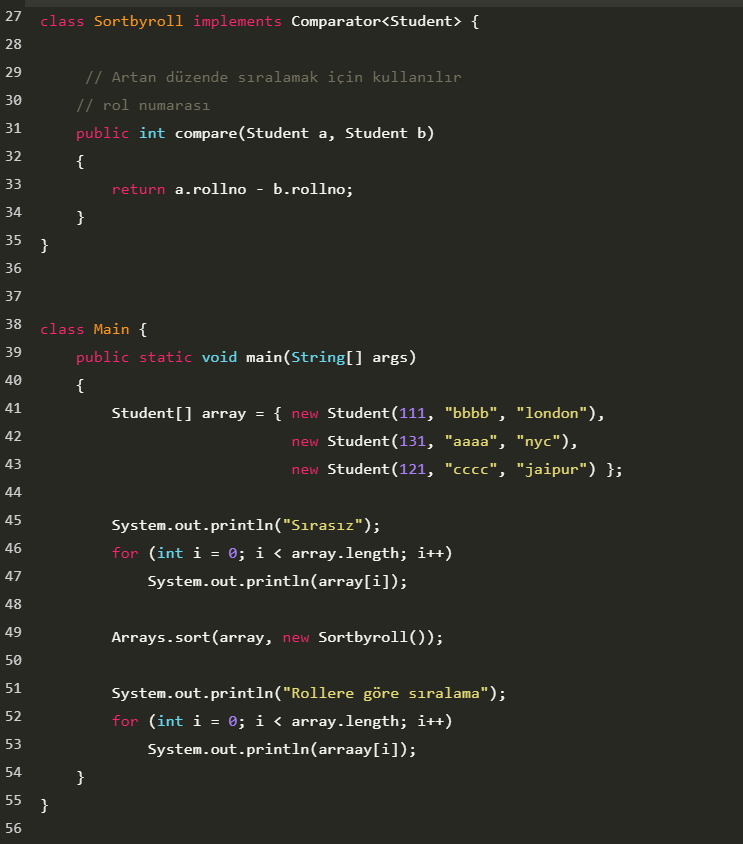 27 class Sortbyroll implements Comparator<Student> {
28
29 // Artan düzende sıralamak için kullanılır
30 // rol numarası
31 public int compare(Student a, Student b)
32 {
33 return a.rollno - b.rollno;
34 }
35 }
36
37
38 class Main {
39 public static void main(String[] args)
40 {
41 Student[] array = { new Student(111, "bbbb", "london"),
42 new Student(131, "aaaa", "nyc"),
43 new Student(121, "cccc", "jaipur") };
44
45 System.out.println("Sırasız");
46 for (int i = 0; i < array.length; i++)
47 System.out.println(array[i]);
48
49 Arrays.sort(array, new Sortbyroll());
50
51 System.out.println("Rollere göre sıralama");
52 for (int i = 0; i < array.length; i++)
53 System.out.println(arraay[i]);
54 }
55 }
56